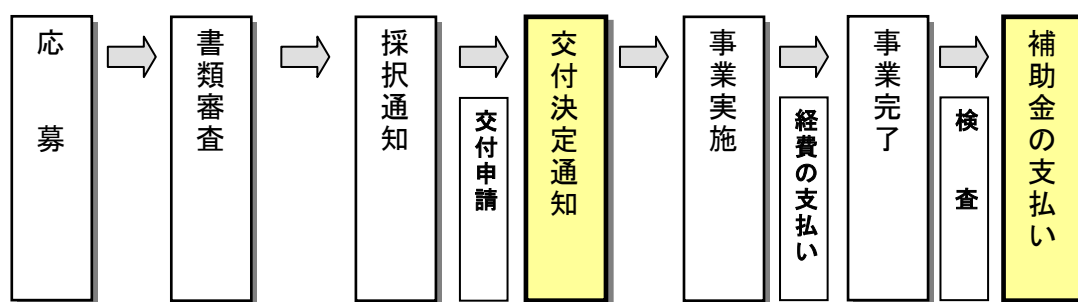 応募
書類審査
採択通知
交付申請
交付決定通知
事業実施
経費の支払い
事業完了
検査
補助金の支払い